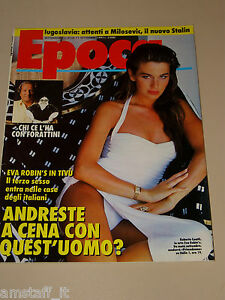 Iugoslavia: attenti a Milosevic, il nuovo Stalin
Epoca
CHI CE L'HA
CON FORATTINI
EVA ROBIN'S IN TIVÙ
Il terzo sesso
entra nelle case
degli italiani
ANDRESTE
A CENA CON
QUEST'UOMO?
amstaff_it